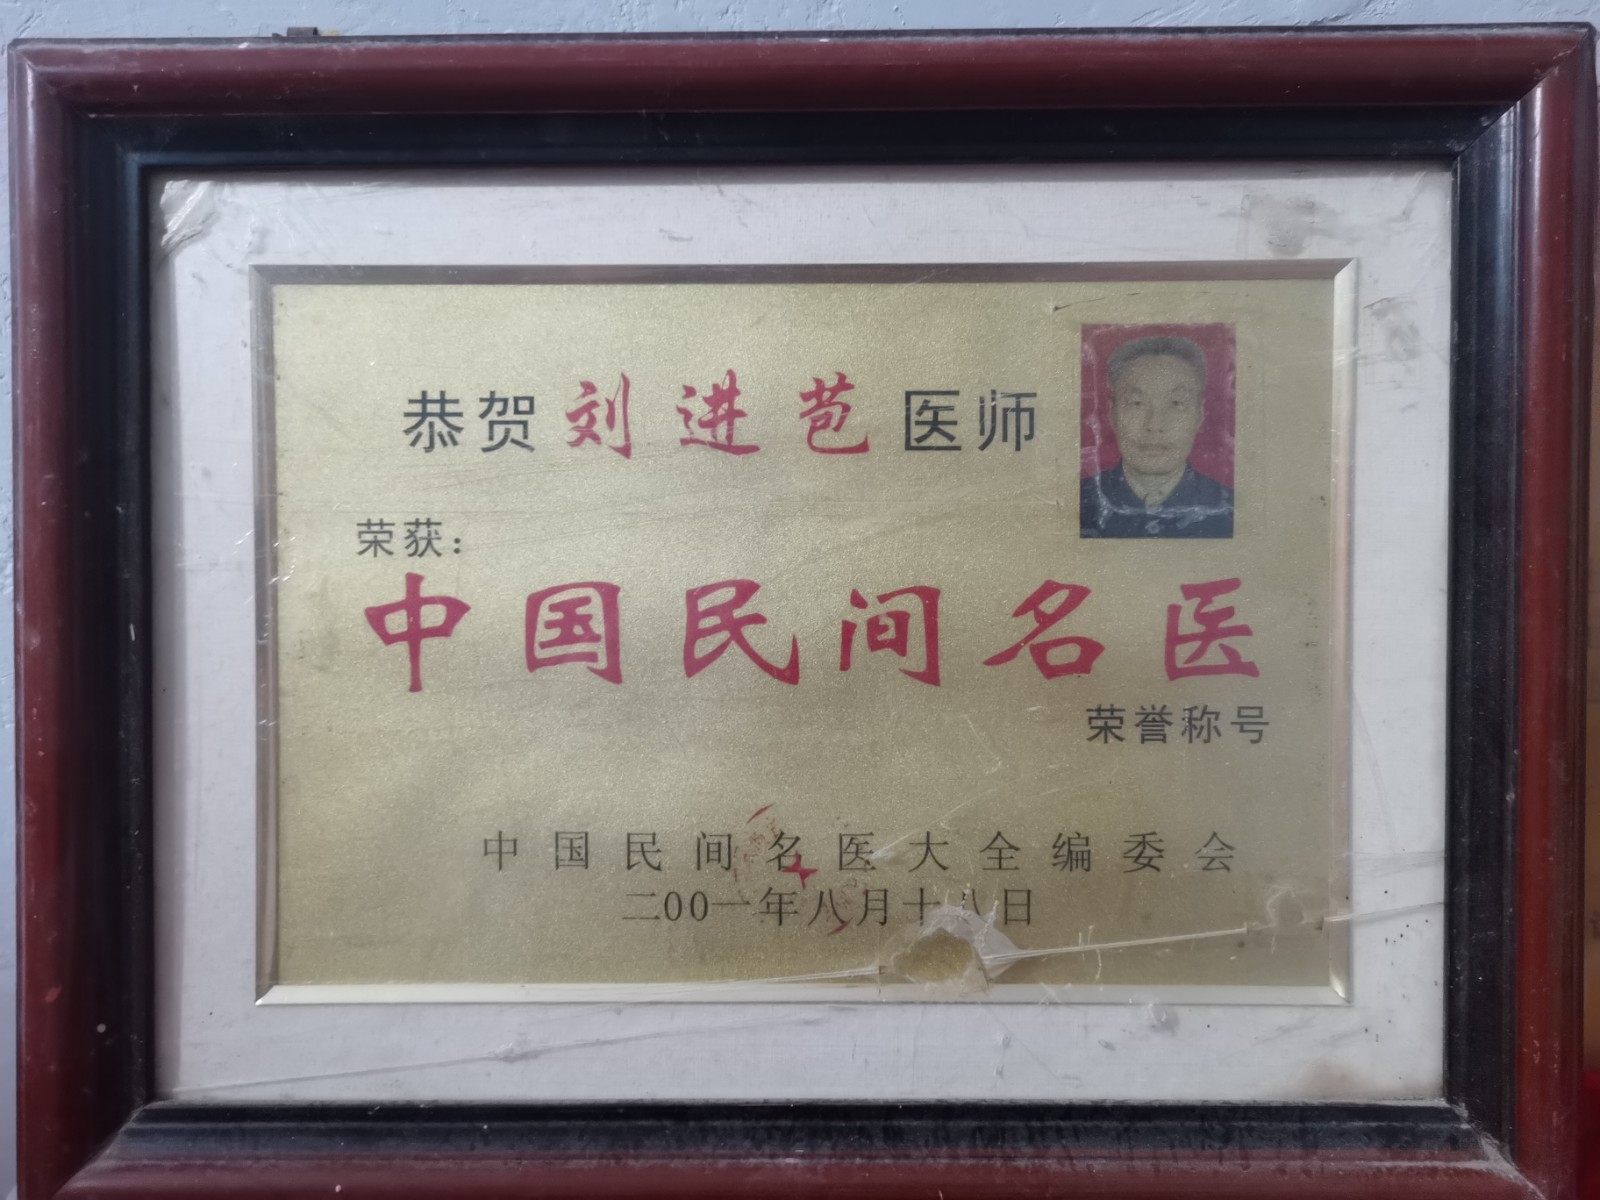 恭贺刘进苞医师
荣获：
中国民间名医
荣誉称号
中国民间名医大全编委会
二00一年八月十八日